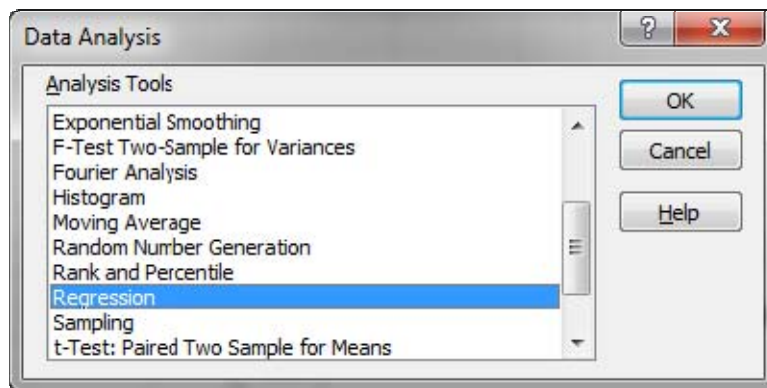 Data Analysis
?
X
Analysis Tools
Exponential Smoothing
F-Test Two-Sample for Variances
Fourier Analysis
Histogram
Moving Average
Random Number Generation
Rank and Percentile
Regression
Sampling
t-Test: Paired Two Sample for Means
OK
Cancel
Help